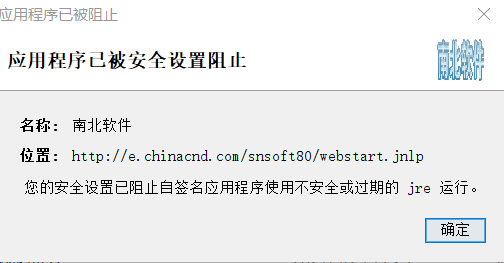 应用程序已被阻止
应用程序已被安全设置阻止
南北软件
名称： 南北软件
位置： http://e.chinacnd.com/snsoft80/webstart.jnlp
您的安全设置已阻止自签名应用程序使用不安全或过期的 jre 运行。
确定